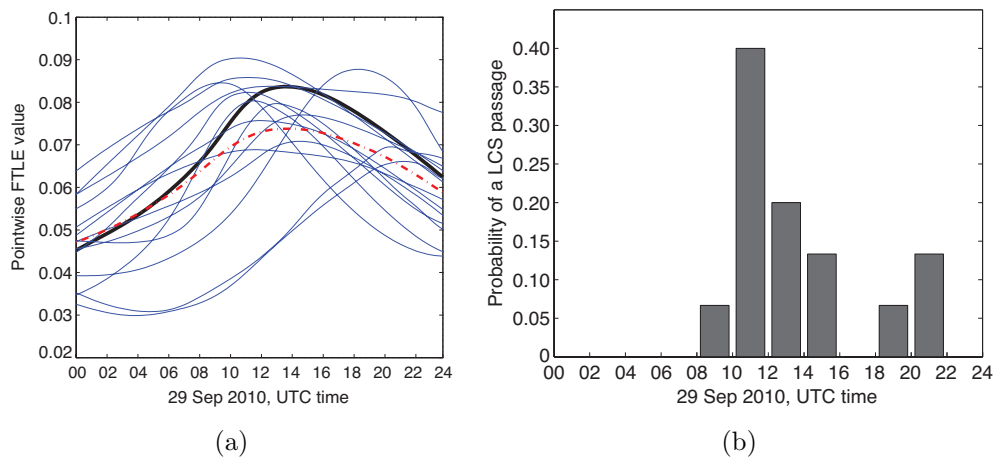 0.1
0.09
0.08
0.07
0.06
0.05
0.04
0.03
0.02
Pointwise FTLE value
00 02 04 06 08 10 12 14 16 18 20 22 24
29 Sep 2010, UTC time
(a)
0.40
0.35
0.30
0.25
0.20
0.15
0.10
0.05
0
Probability of a LCS passage
00 02 04 06 08 10 12 14 16 18 20 21 22 24
29 Sep 2010, UTC time
(b)